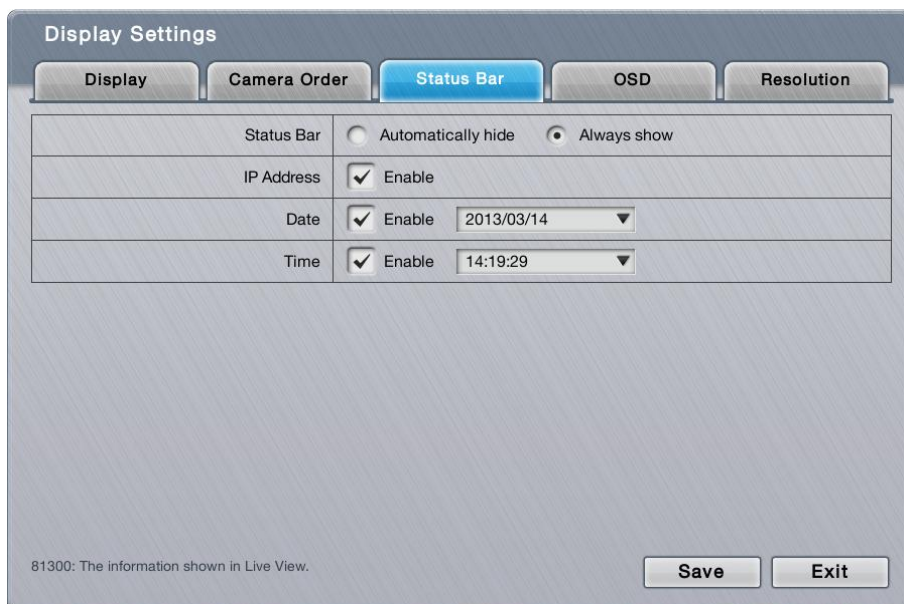 Display Settings
Display Camera Order Status Bar OSD Resolution
Status Bar Automatically hide Always show
IP Address Enable
Date Enable 2013/03/14
Time Enable 14:19:29
81300: The information shown in Live View.
Save Exit